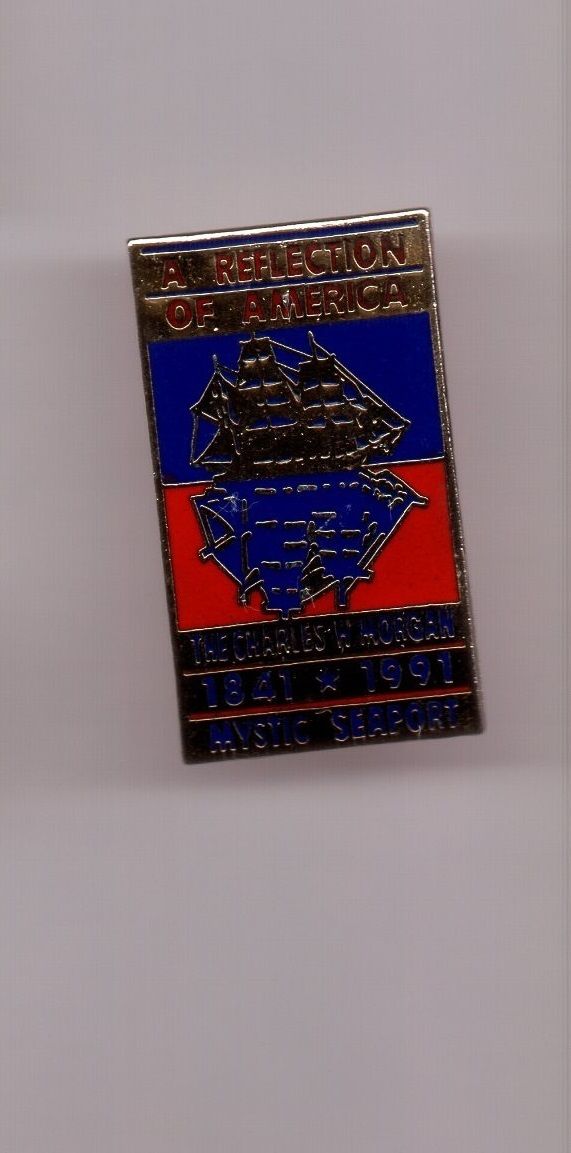 A REFLECTION
OF AMERICA
THE CHARLES W MORGAN
1841 ★ 1991
MYSTIC SEAPORT